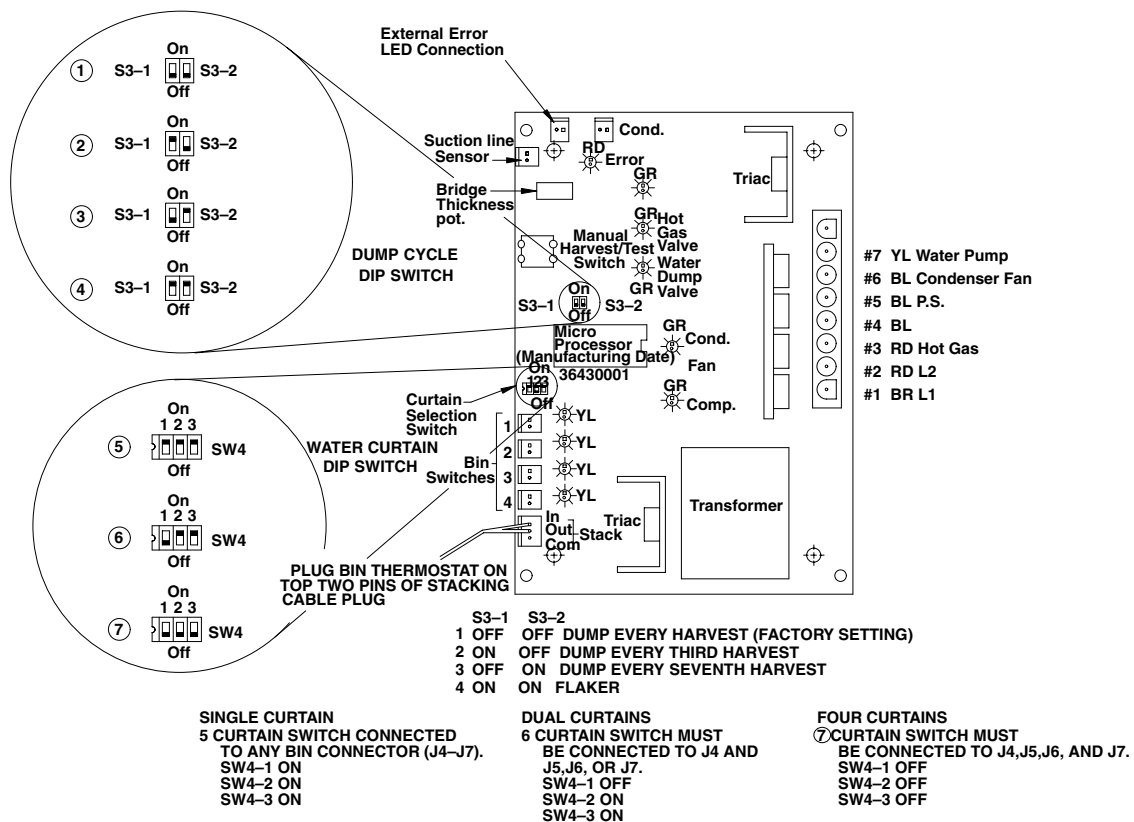 On
1 S3–1 S3–2
Off
On
2 S3–1 S3–2
Off
On
3 S3–1 S3–2
Off
On
4 S3–1 S3–2
Off
DUMP CYCLE
DIP SWITCH
External Error
LED Connection
Suction line
Sensor
Bridge
Thickness
pot.
Cond.
RD
Error
GR
GR Hot
Gas
Valve
Manual
Harvest/Test
Switch
Water
Dump
GR Valve
On
S3–1 S3–2
Off
Micro
Processor
(Manufacturing Date)
36430001
GR
Cond.
Fan
GR
Comp.
Triac
#7 YL Water Pump
#6 BL Condenser Fan
#5 BL P.S.
#4 BL
#3 RD Hot Gas
#2 RD L2
#1 BR L1
On
123
Off
Curtain
Selection
Switch
1 YL
2 YL
3 YL
4 YL
Bin
Switches
In
Out
Com
Stack
Triac
Transformer
WATER CURTAIN
DIP SWITCH
On
1 2 3
5 SW4
Off
On
1 2 3
6 SW4
Off
On
1 2 3
7 SW4
Off
PLUG BIN THERMOSTAT ON
TOP TWO PINS OF STACKING
CABLE PLUG
S3–1 S3–2
1 OFF OFF DUMP EVERY HARVEST (FACTORY SETTING)
2 ON OFF DUMP EVERY THIRD HARVEST
3 OFF ON DUMP EVERY SEVENTH HARVEST
4 ON ON FLAKER
SINGLE CURTAIN
5 CURTAIN SWITCH CONNECTED
TO ANY BIN CONNECTOR (J4–J7).
SW4–1 ON
SW4–2 ON
SW4–3 ON
DUAL CURTAINS
6 CURTAIN SWITCH MUST
BE CONNECTED TO J4 AND
J5,J6, OR J7.
SW4–1 OFF
SW4–2 ON
SW4–3 ON
FOUR CURTAINS
7 CURTAIN SWITCH MUST
BE CONNECTED TO J4,J5,J6, AND J7.
SW4–1 OFF
SW4–2 OFF
SW4–3 OFF